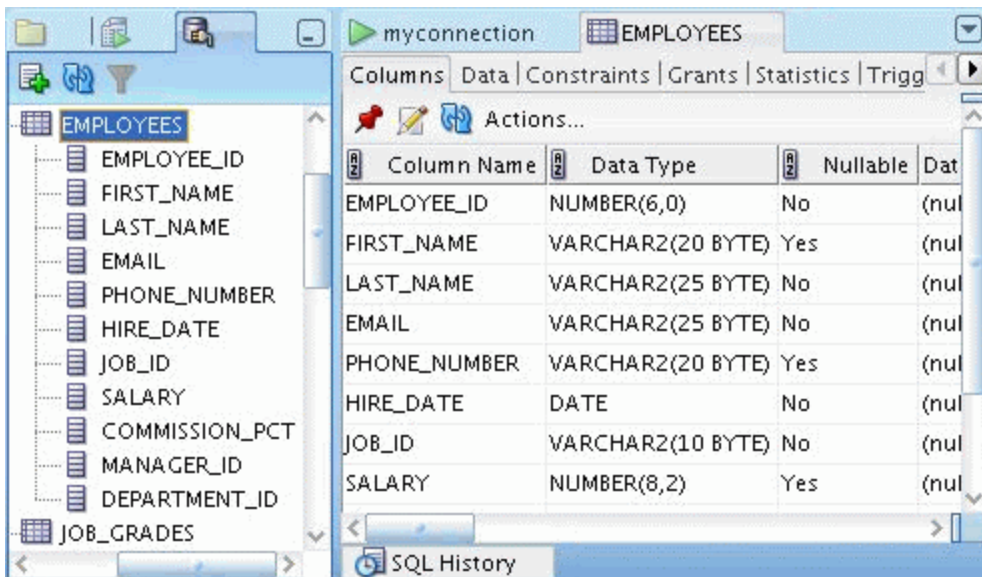 EMPLOYEES
EMPLOYEE_ID
FIRST_NAME
LAST_NAME
EMAIL
PHONE_NUMBER
HIRE_DATE
JOB_ID
SALARY
COMMISSION_PCT
MANAGER_ID
DEPARTMENT_ID
JOB_GRADES
myconnection EMPLOYEES
Columns Data | Constraints | Grants | Statistics | Trigg
Actions...
Column Name Data Type Nullable Dat
EMPLOYEE_ID NUMBER(6,0) No (nul
FIRST_NAME VARCHAR2(20 BYTE) Yes (nul
LAST_NAME VARCHAR2(25 BYTE) No (nul
EMAIL VARCHAR2(25 BYTE) No (nul
PHONE_NUMBER VARCHAR2(20 BYTE) Yes (nul
HIRE_DATE DATE No (nul
JOB_ID VARCHAR2(10 BYTE) No (nul
SALARY NUMBER(8,2) Yes (nul
SQL History